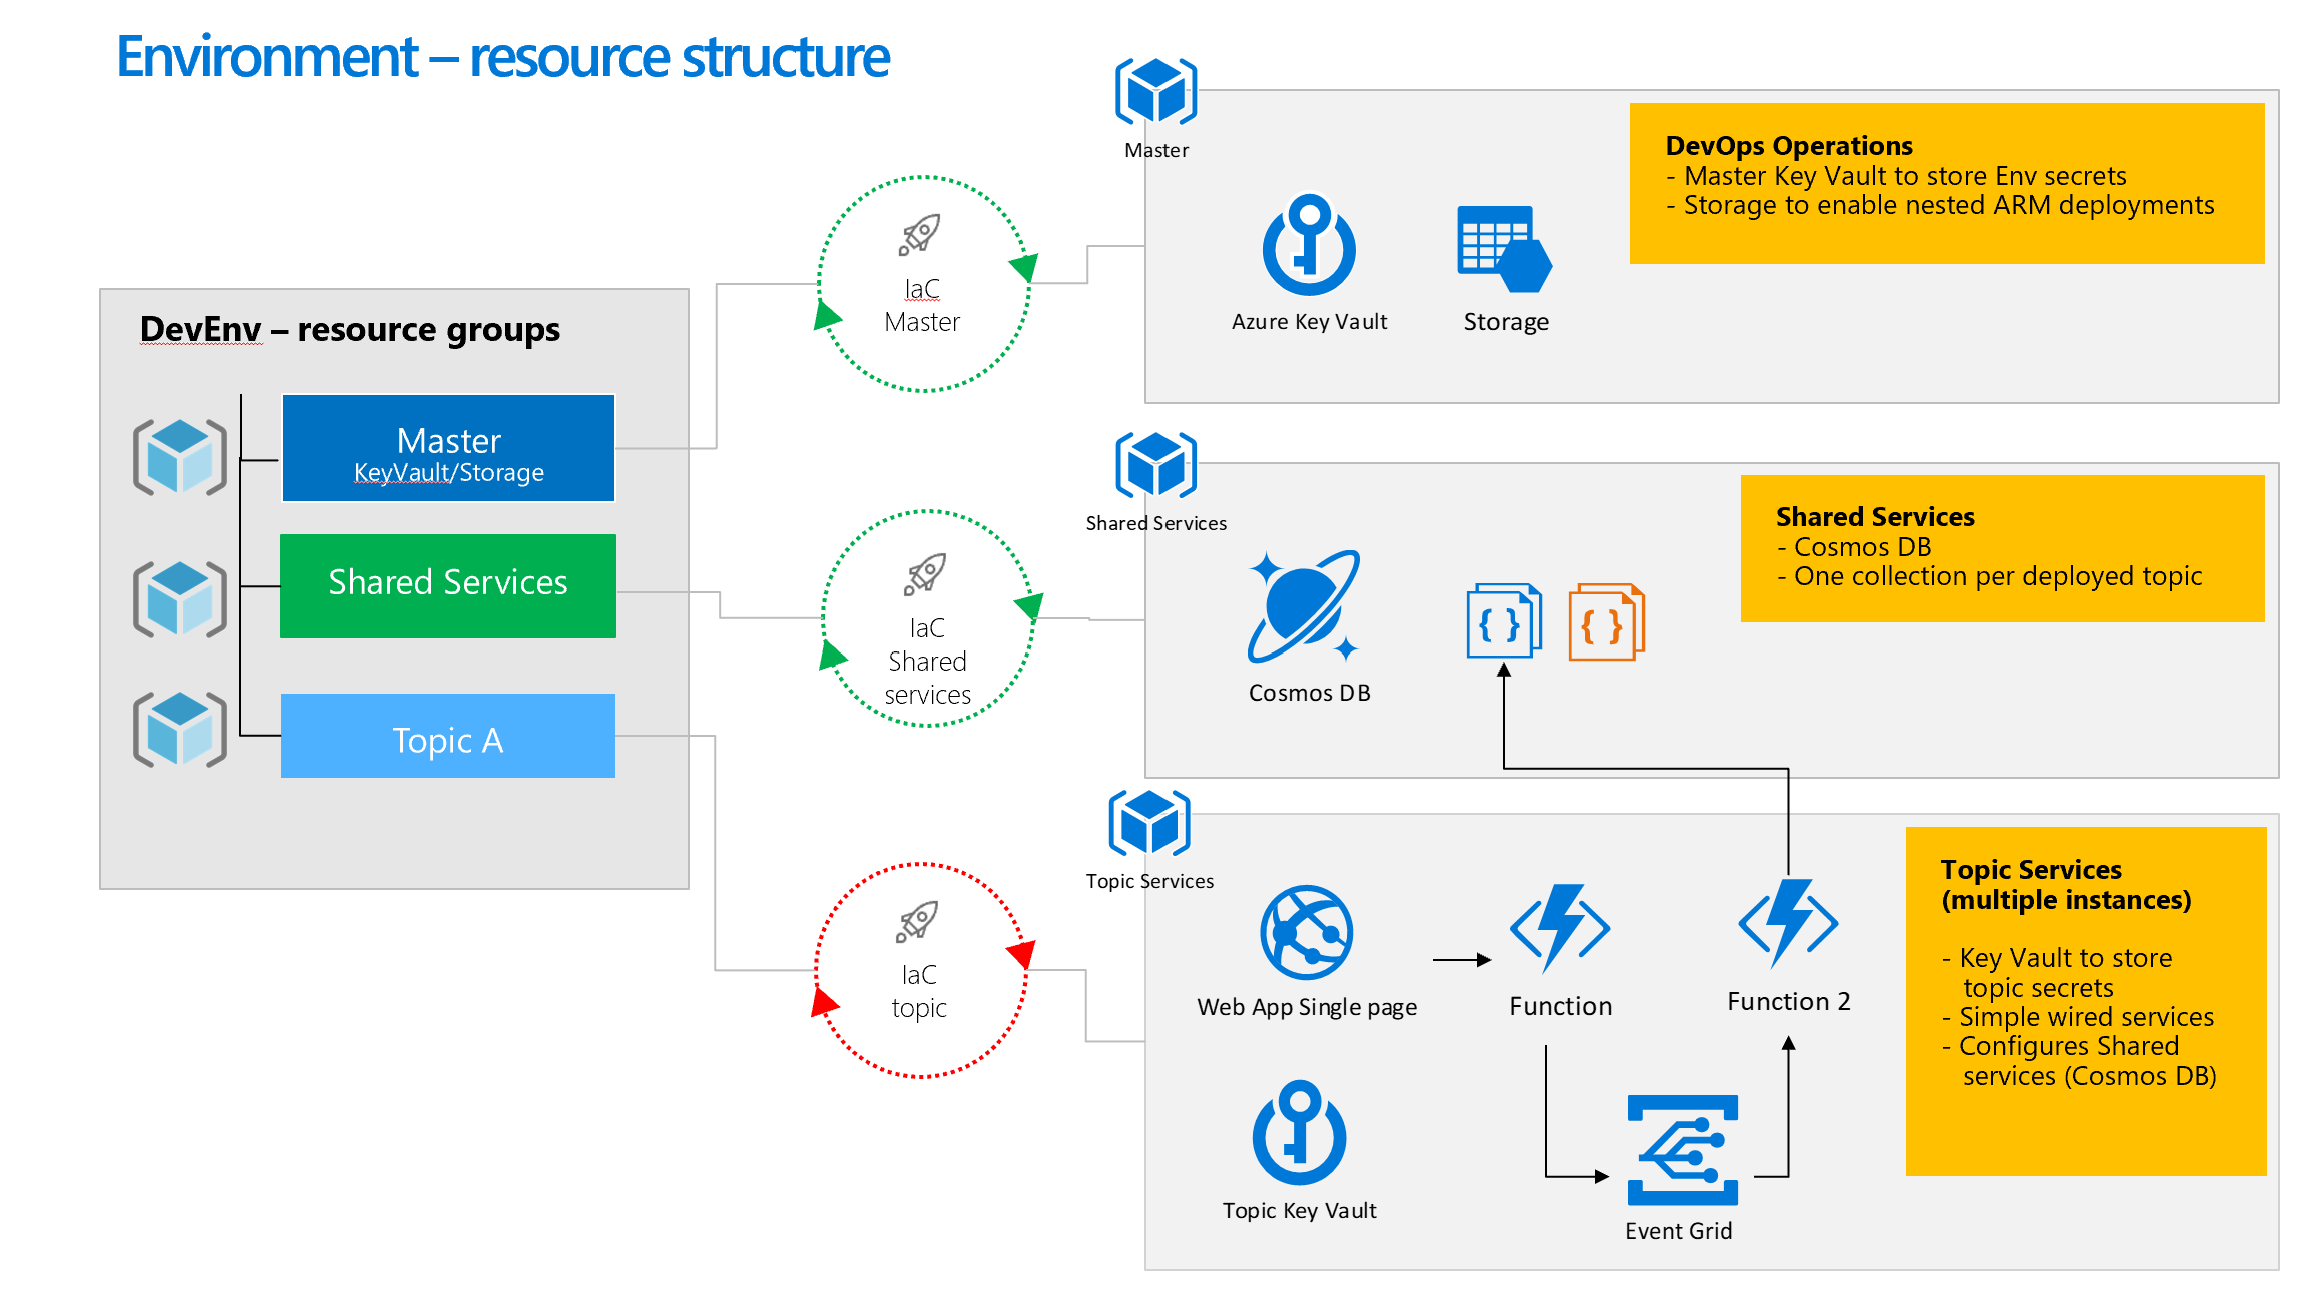 Environment – resource structure
DevEnv – resource groups
Master
KeyVault/Storage
Shared Services
Topic A
IaC
Master
IaC
Shared
services
IaC
topic
Master
Azure Key Vault
Storage
DevOps Operations
- Master Key Vault to store Env secrets
- Storage to enable nested ARM deployments
Shared Services
Cosmos DB
{ }
{ }
Shared Services
- Cosmos DB
- One collection per deployed topic
Topic Services
Web App Single page
Function
Function 2
Topic Key Vault
Event Grid
Topic Services
(multiple instances)
- Key Vault to store
topic secrets
- Simple wired services
- Configures Shared
services (Cosmos DB)